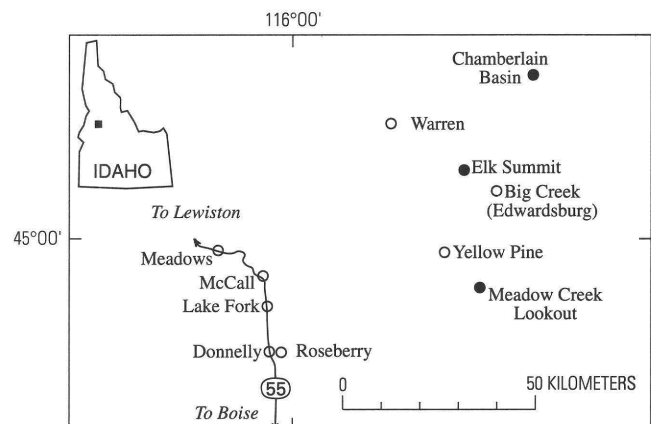 116°00'
Chamberlain
Basin
Warren
IDAHO
Elk Summit
Big Creek
(Edwardsburg)
To Lewiston
45°00'
Meadows
Yellow Pine
McCall
Lake Fork
Meadow Creek
Lookout
Donnelly
Roseberry
55
0
50 KILOMETERS
To Boise